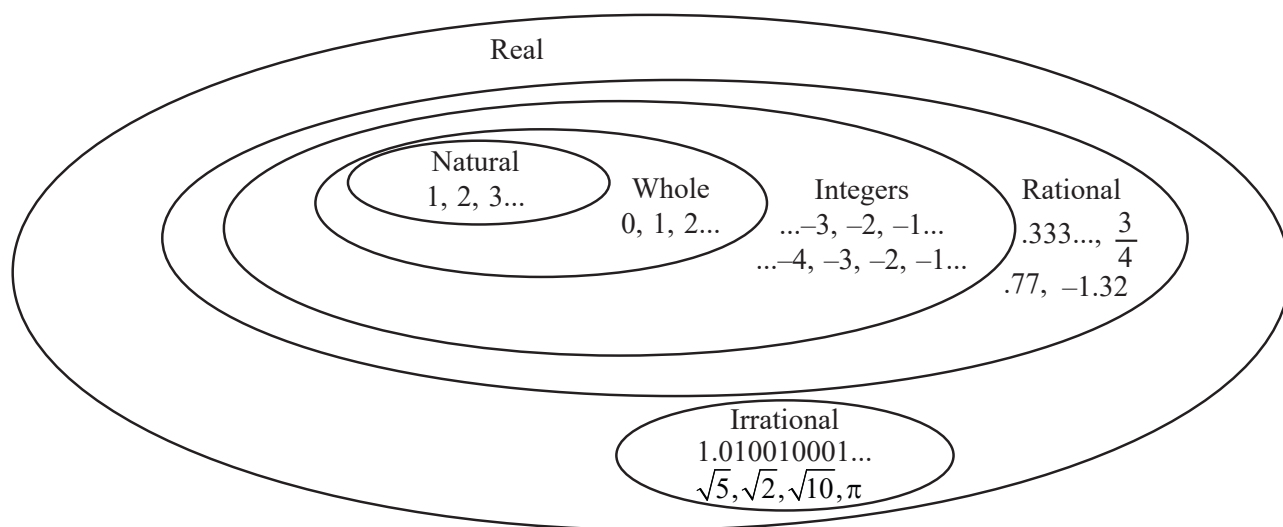 Real
Natural
1, 2, 3...
Whole
0, 1, 2...
Integers
...–3, –2, –1...
...–4, –3, –2, –1...
Rational
.333..., 3/4
.77, –1.32
Irrational
1.010010001...
√5, √2, √10, π